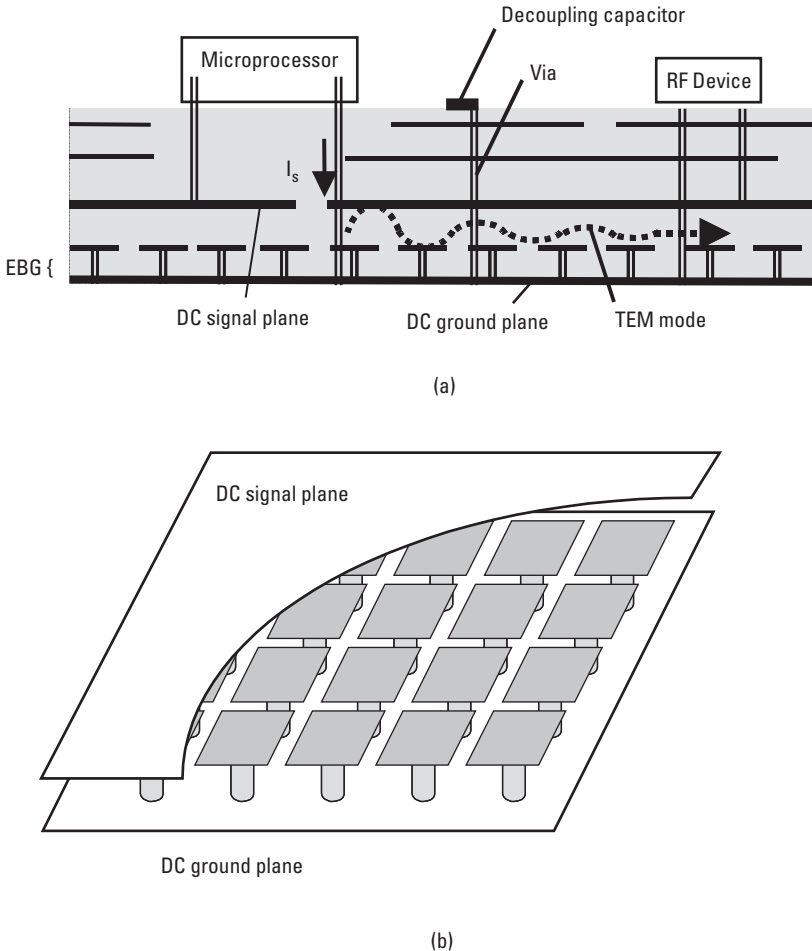 Decoupling capacitor
Microprocessor
Via
RF Device
Is
EBG {
DC signal plane
DC ground plane
TEM mode
(a)
DC signal plane
DC ground plane
(b)